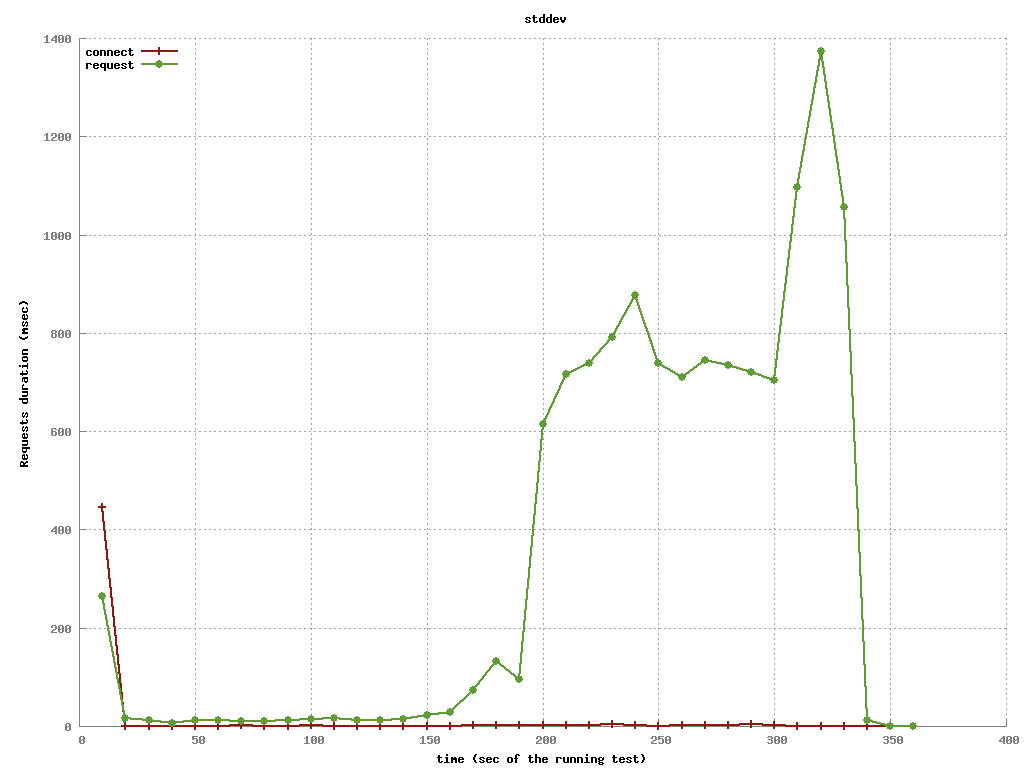 stddev
connect
request
1400
1200
1000
800
600
400
200
0
Requests duration (msec)
0 50 100 150 200 250 300 350 400
time (sec of the running test)